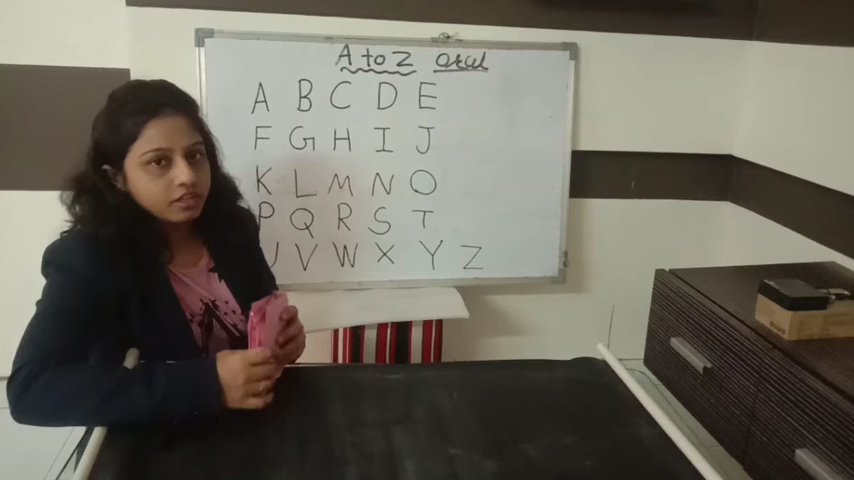 A to Z oral
A B C D E
F G H I J
K L M N O
P Q R S T
U V W X Y Z